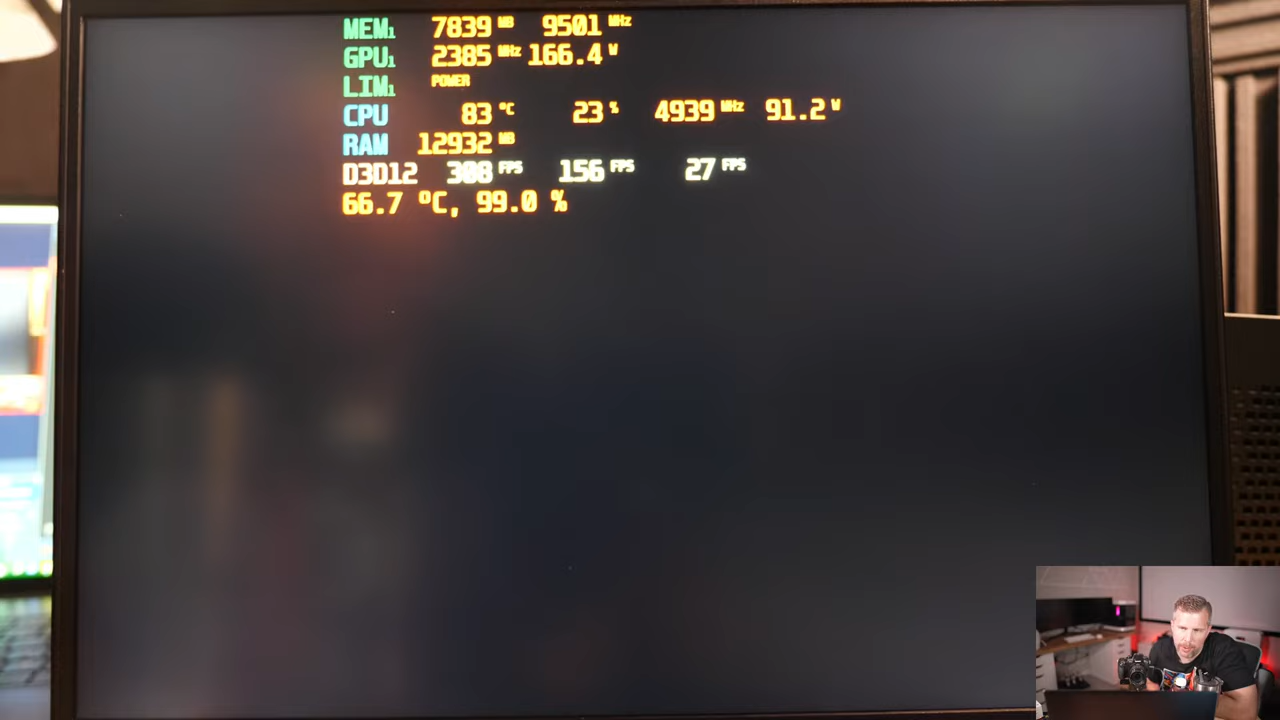 MEM1 7839 MB 9501 MHz
GPU1 2385 MHz 166.4 W
LIM1 POWER
CPU 83 °C 23 % 4939 MHz 91.2 W
RAM 12932 MB
D3D12 308 FPS 156 FPS 27 FPS
66.7 ºC, 99.0 %